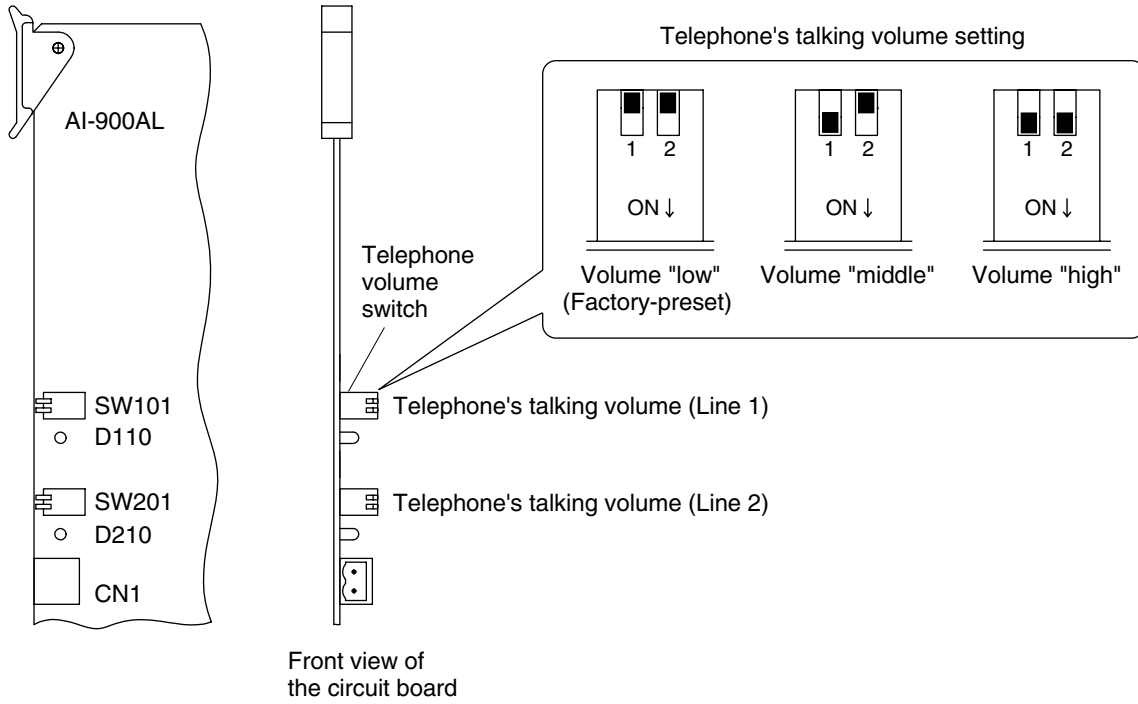 Telephone's talking volume setting
AI-900AL
1 2
ON ↓
Volume "low"
(Factory-preset)
1 2
ON ↓
Volume "middle"
1 2
ON ↓
Volume "high"
Telephone
volume
switch
SW101
D110
SW201
D210
CN1
Telephone's talking volume (Line 1)
Telephone's talking volume (Line 2)
Front view of
the circuit board